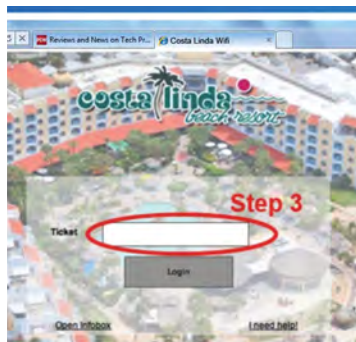 Reviews and News on Tech Pr... Costa Linda Wifi
costa linda
beach resort
Step 3
Ticket
Login
Open Infobox I need help!